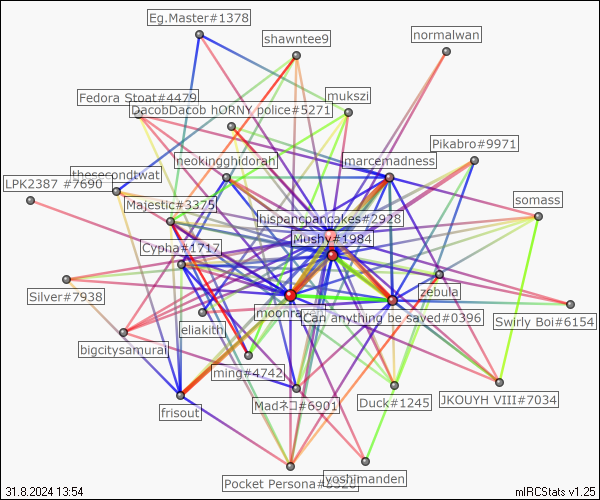 Eg.Master#1378
shawntee9
normalwan
Fedora Stoat#4479
mukszi
DacobDacob hORNY police#5271
Pikabro#9971
neokingghidorah
marcemadness
thesecondtwat
LPK2387 #7690
somass
Majestic#3375
hispancpancakes#2928
Mushy#1984
Cypha#1717
Silver#7938
zebula
moonra
Can anything be saved#0396
Swirly Boi#6154
eliakith
bigcitysamurai
ming#4742
JKOUYH VIII#7034
Madネコ#6901
Duck#1245
frisout
Pocket Persona#
yoshimanden
31.8.2024 13:54
mIRCStats v1.25